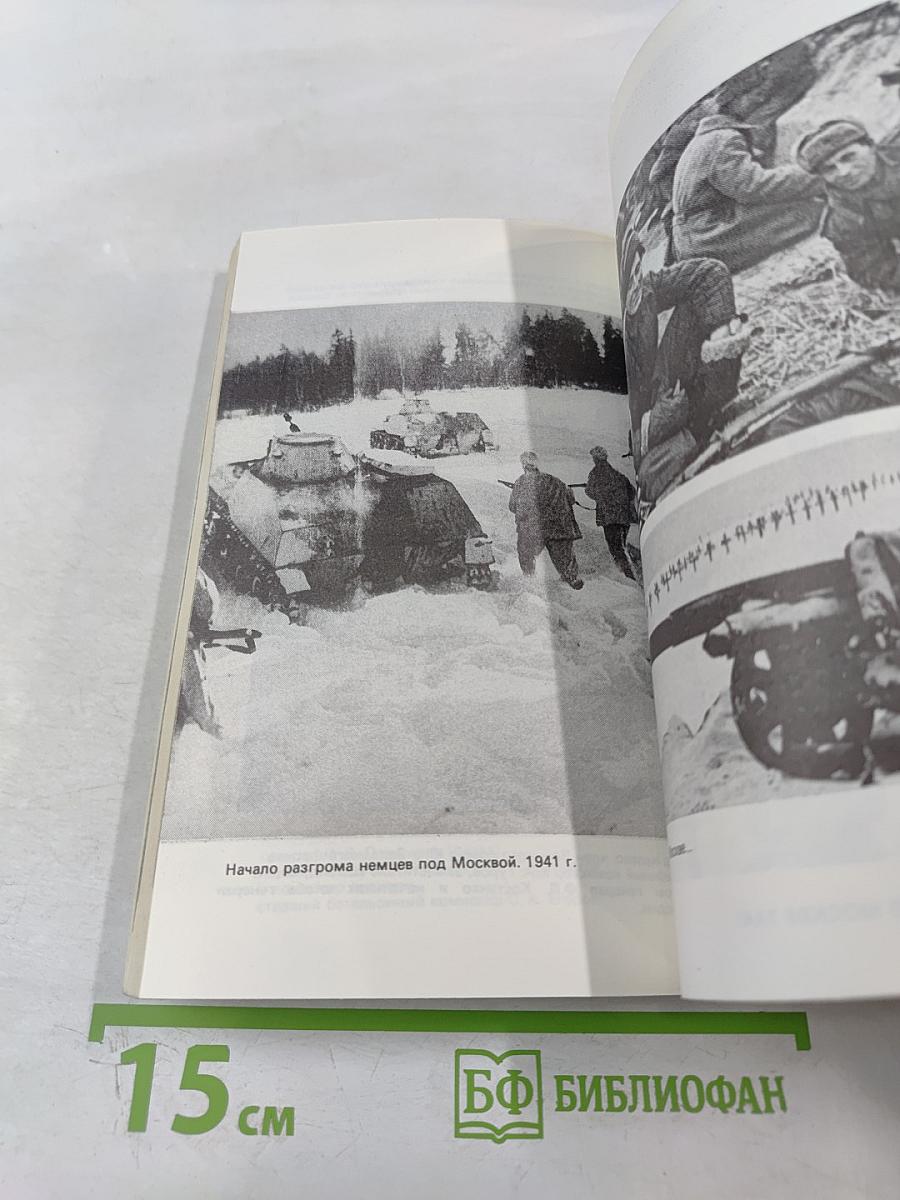 Начало разгрома немцев под Москвой. 1941 г.
15 см
БФ БИБЛИОФАН